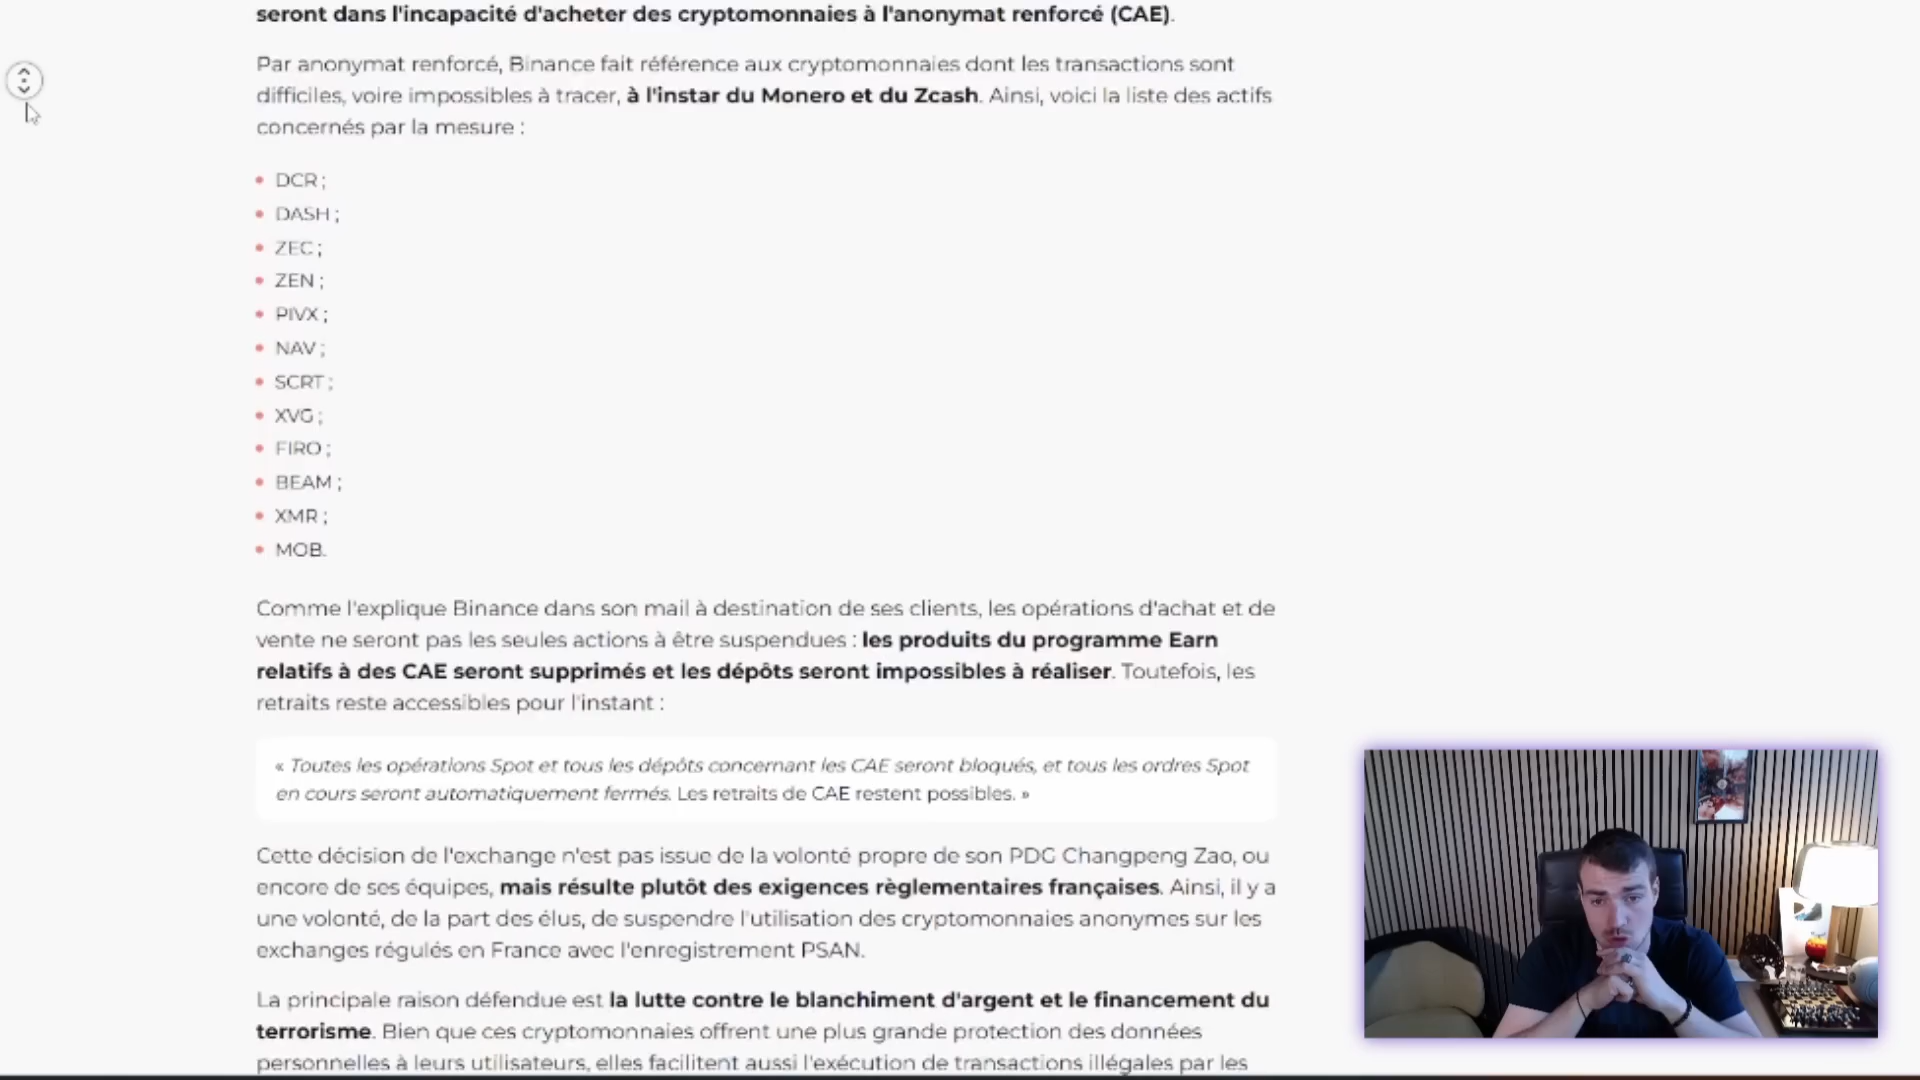 seront dans l'incapacité d'acheter des cryptomonnaies à l'anonymat renforcé (CAE).
Par anonymat renforcé, Binance fait référence aux cryptomonnaies dont les transactions sont
difficiles, voire impossibles à tracer, à l'instar du Monero et du Zcash. Ainsi, voici la liste des actifs
concernés par la mesure :
• DCR ;
• DASH ;
• ZEC ;
• ZEN ;
• PIVX ;
• NAV ;
• SCRT ;
• XVG ;
• FIRO ;
• BEAM ;
• XMR ;
• MOB.
Comme l'explique Binance dans son mail à destination de ses clients, les opérations d'achat et de
vente ne seront pas les seules actions à être suspendues : les produits du programme Earn
relatifs à des CAE seront supprimés et les dépôts seront impossibles à réaliser. Toutefois, les
retraits reste accessibles pour l'instant :
« Toutes les opérations Spot et tous les dépôts concernant les CAE seront bloqués, et tous les ordres Spot
en cours seront automatiquement fermés. Les retraits de CAE restent possibles. »
Cette décision de l'exchange n'est pas issue de la volonté propre de son PDG Changpeng Zao, ou
encore de ses équipes, mais résulte plutôt des exigences règlementaires françaises. Ainsi, il y a
une volonté, de la part des élus, de suspendre l'utilisation des cryptomonnaies anonymes sur les
exchanges régulés en France avec l'enregistrement PSAN.
La principale raison défendue est la lutte contre le blanchiment d'argent et le financement du
terrorisme. Bien que ces cryptomonnaies offrent une plus grande protection des données
personnelles à leurs utilisateurs, elles facilitent aussi l'exécution de transactions illégales par les